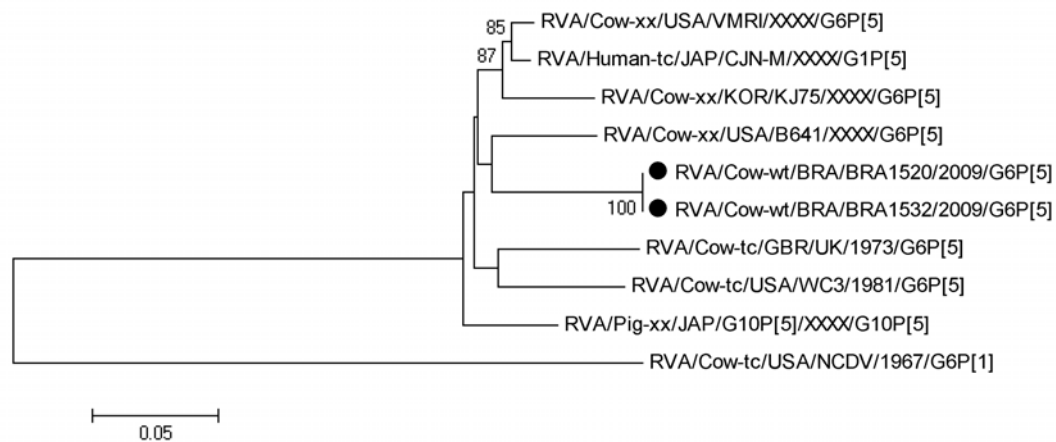 85
RVA/Cow-xx/USA/VMRI/XXXX/G6P[5]
87
RVA/Human-tc/JAP/CJN-M/XXXX/G1P[5]
RVA/Cow-xx/KOR/KJ75/XXXX/G6P[5]
RVA/Cow-xx/USA/B641/XXXX/G6P[5]
RVA/Cow-wt/BRA/BRA1520/2009/G6P[5]
100
RVA/Cow-wt/BRA/BRA1532/2009/G6P[5]
RVA/Cow-tc/GBR/UK/1973/G6P[5]
RVA/Cow-tc/USA/WC3/1981/G6P[5]
RVA/Pig-xx/JAP/G10P[5]/XXXX/G10P[5]
RVA/Cow-tc/USA/NCDV/1967/G6P[1]
0.05